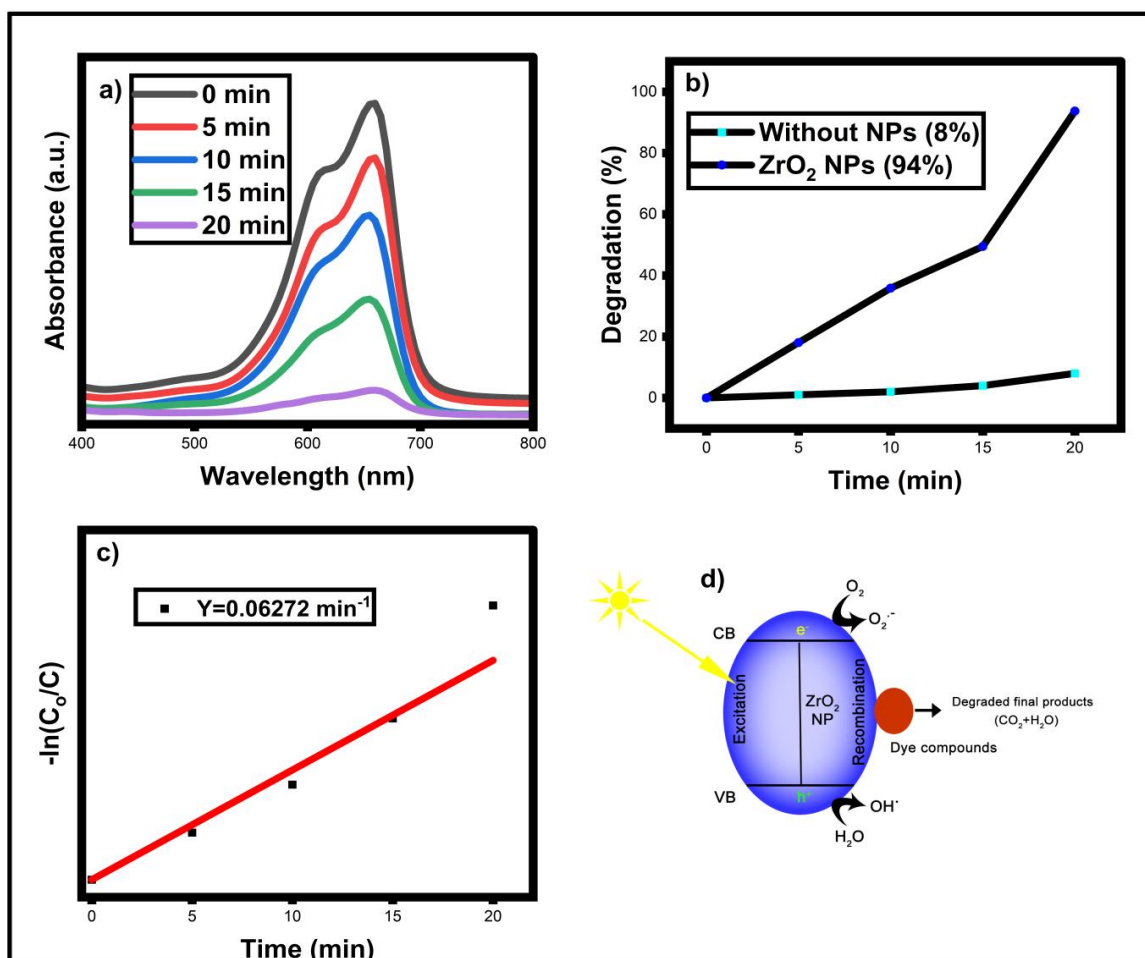 a)
0 min
5 min
10 min
15 min
20 min
Absorbance (a.u.)
400 500 600 700 800
Wavelength (nm)
b)
Without NPs (8%)
ZrO₂ NPs (94%)
Degradation (%)
100
80
60
40
20
0
0 5 10 15 20
Time (min)
c)
Y=0.06272 min⁻¹
-ln(C₀/C)
0 5 10 15 20
Time (min)
d)
O₂
O₂·⁻
CB
e⁻
Excitation
ZrO₂
NP
Recombination
Degraded final products
(CO₂+H₂O)
Dye compounds
VB
h⁺
OH·
H₂O